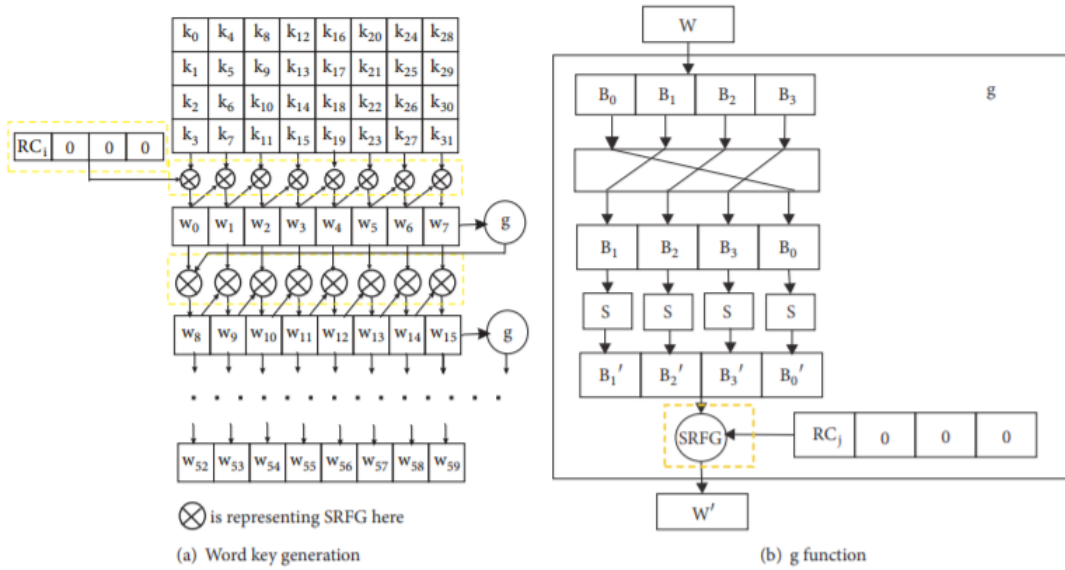 k₀ k₄ k₈ k₁₂ k₁₆ k₂₀ k₂₄ k₂₈
k₁ k₅ k₉ k₁₃ k₁₇ k₂₁ k₂₅ k₂₉
k₂ k₆ k₁₀ k₁₄ k₁₈ k₂₂ k₂₆ k₃₀
k₃ k₇ k₁₁ k₁₅ k₁₉ k₂₃ k₂₇ k₃₁
RCᵢ 0 0 0
w₀ w₁ w₂ w₃ w₄ w₅ w₆ w₇ g
w₈ w₉ w₁₀ w₁₁ w₁₂ w₁₃ w₁₄ w₁₅ g
w₅₂ w₅₃ w₅₄ w₅₅ w₅₆ w₅₇ w₅₈ w₅₉
is representing SRFG here
(a) Word key generation
W
g
B₀ B₁ B₂ B₃
B₁ B₂ B₃ B₀
S S S S
B₁′ B₂′ B₃′ B₀′
SRFG RCⱼ 0 0 0
W′
(b) g function